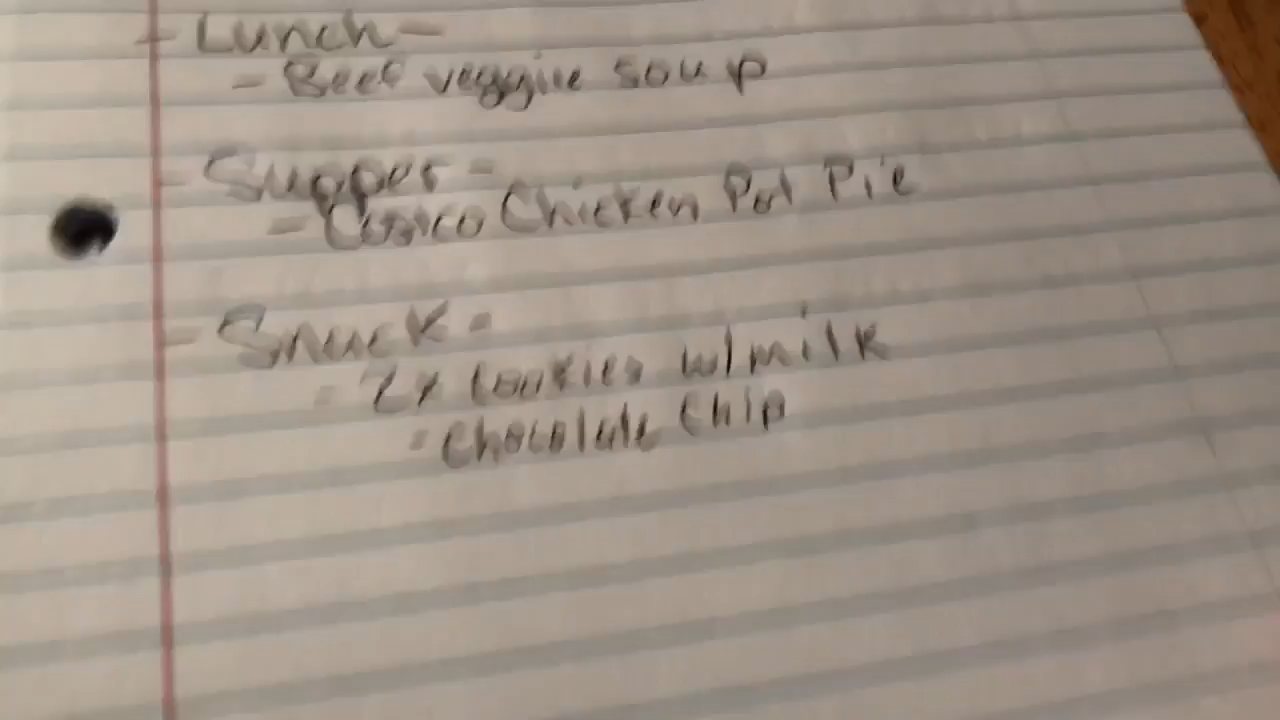 - Lunch -
- Beef veggie soup
- Supper -
- Costco Chicken Pot Pie
- Snack -
- 2x Cookies w/milk
- Chocolate Chip